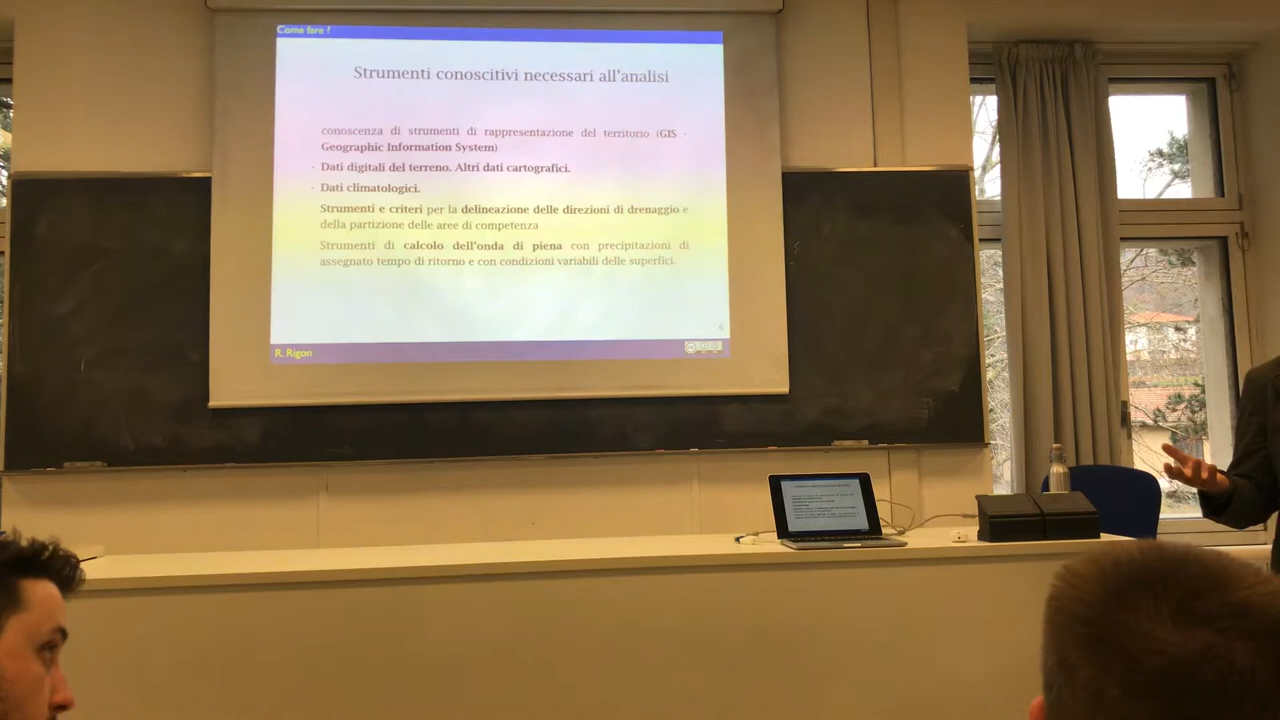 Come fare ?
Strumenti conoscitivi necessari all'analisi
conoscenza di strumenti di rappresentazione del territorio (GIS -
Geographic Information System)
· Dati digitali del terreno. Altri dati cartografici.
· Dati climatologici.
Strumenti e criteri per la delineazione delle direzioni di drenaggio e
della partizione delle aree di competenza
Strumenti di calcolo dell'onda di piena con precipitazioni di
assegnato tempo di ritorno e con condizioni variabili delle superfici.
6
R. Rigon